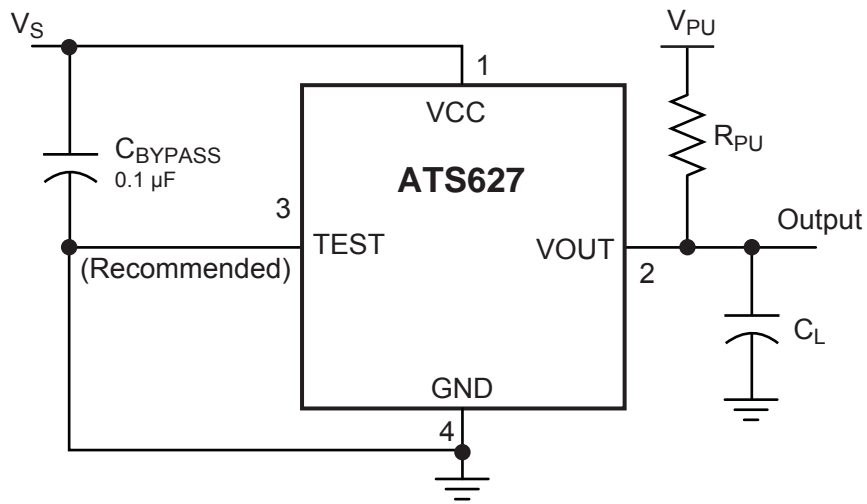 V_S
V_PU
1
VCC
C_BYPASS
0.1 µF
R_PU
ATS627
3
Output
TEST
VOUT
(Recommended)
2
C_L
GND
4